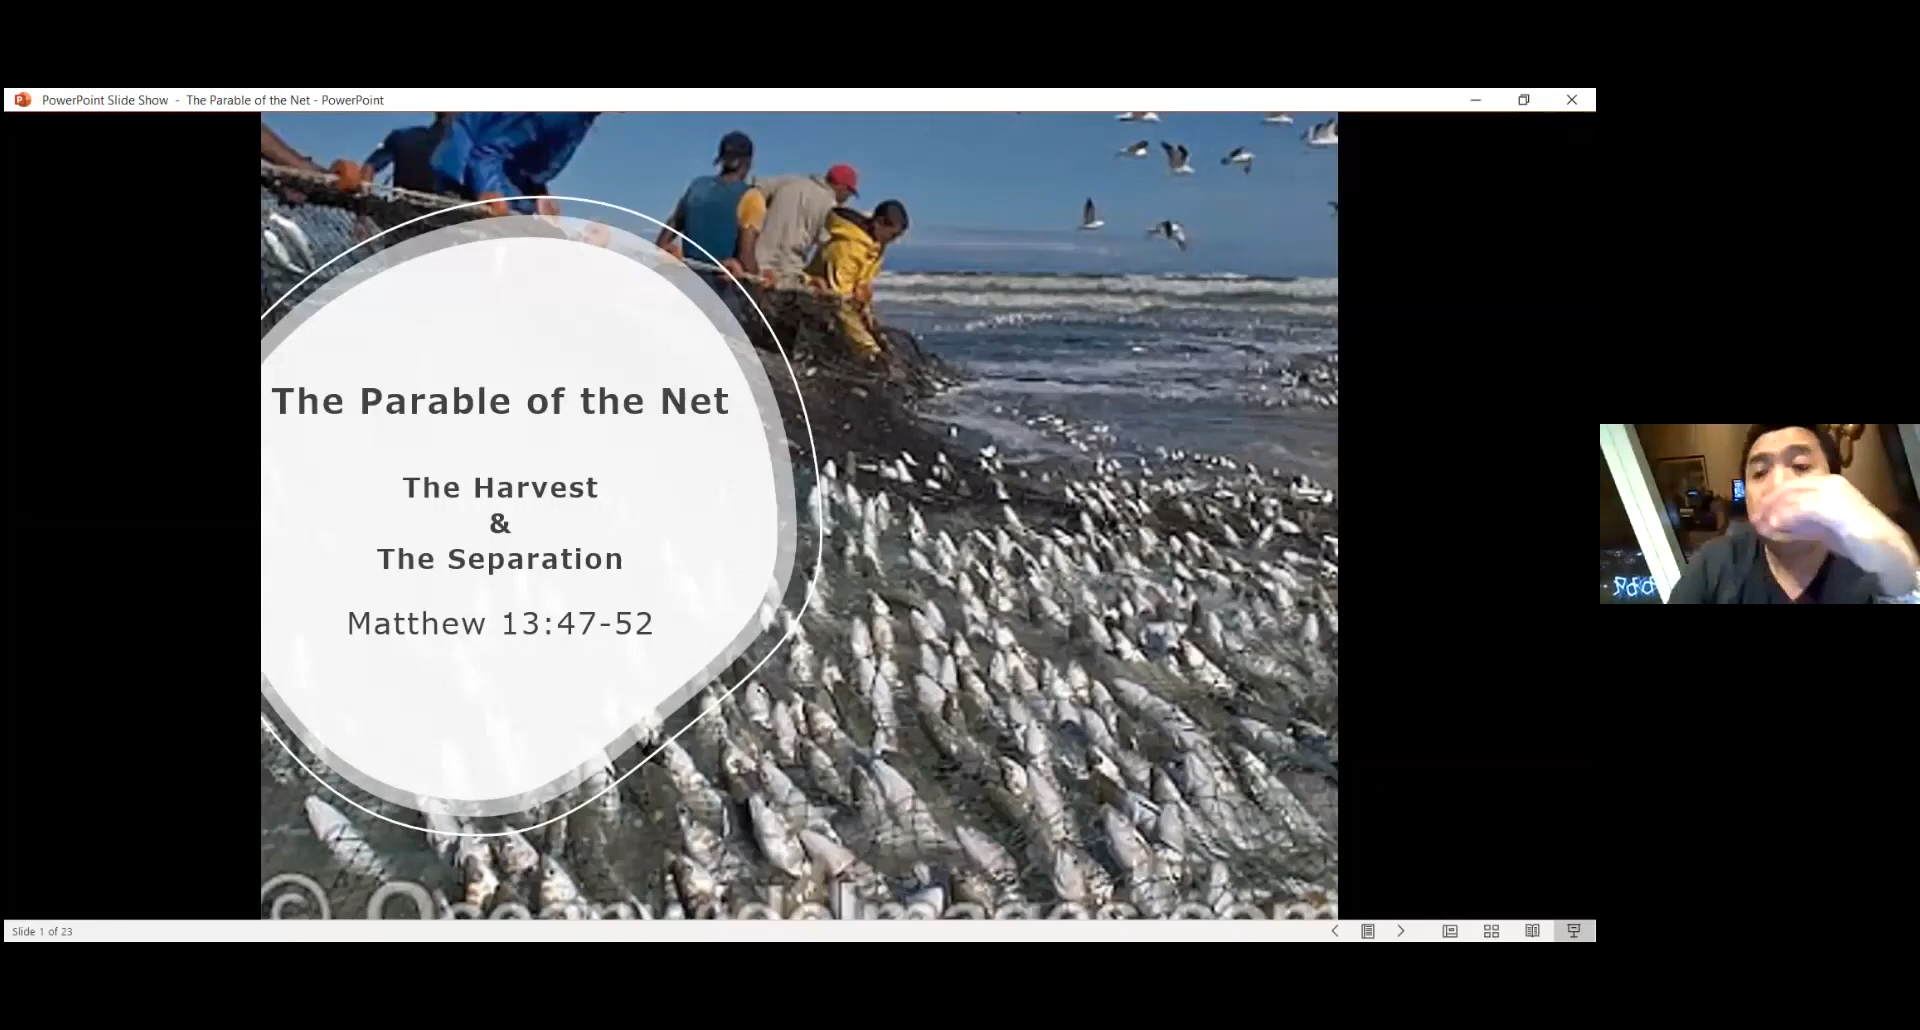 PowerPoint Slide Show - The Parable of the Net - PowerPoint
The Parable of the Net
The Harvest
&
The Separation
Matthew 13:47-52
Slide 1 of 23